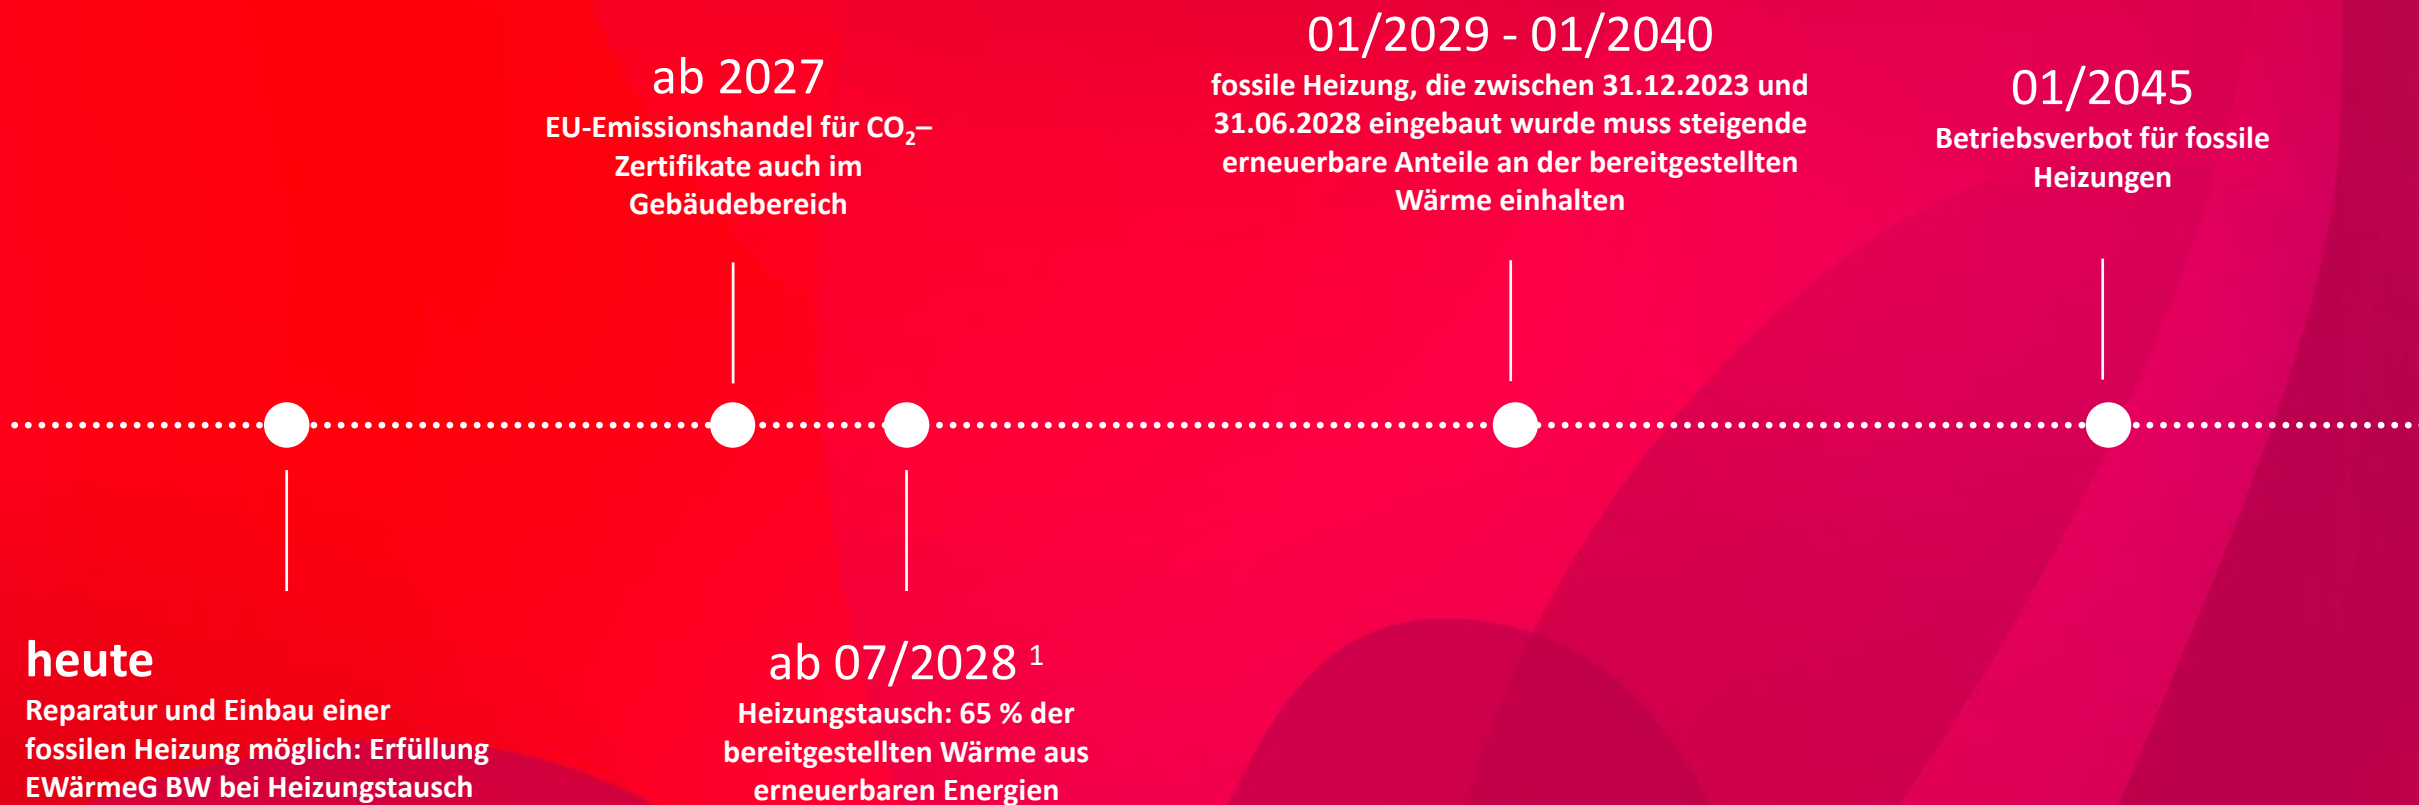 heute
Reparatur und Einbau einer
fossilen Heizung möglich: Erfüllung
EWärmeG BW bei Heizungstausch
ab 2027
EU-Emissionshandel für CO₂–
Zertifikate auch im
Gebäudebereich
ab 07/2028 ¹
Heizungstausch: 65 % der
bereitgestellten Wärme aus
erneuerbaren Energien
01/2029 - 01/2040
fossile Heizung, die zwischen 31.12.2023 und
31.06.2028 eingebaut wurde muss steigende
erneuerbare Anteile an der bereitgestellten
Wärme einhalten
01/2045
Betriebsverbot für fossile
Heizungen